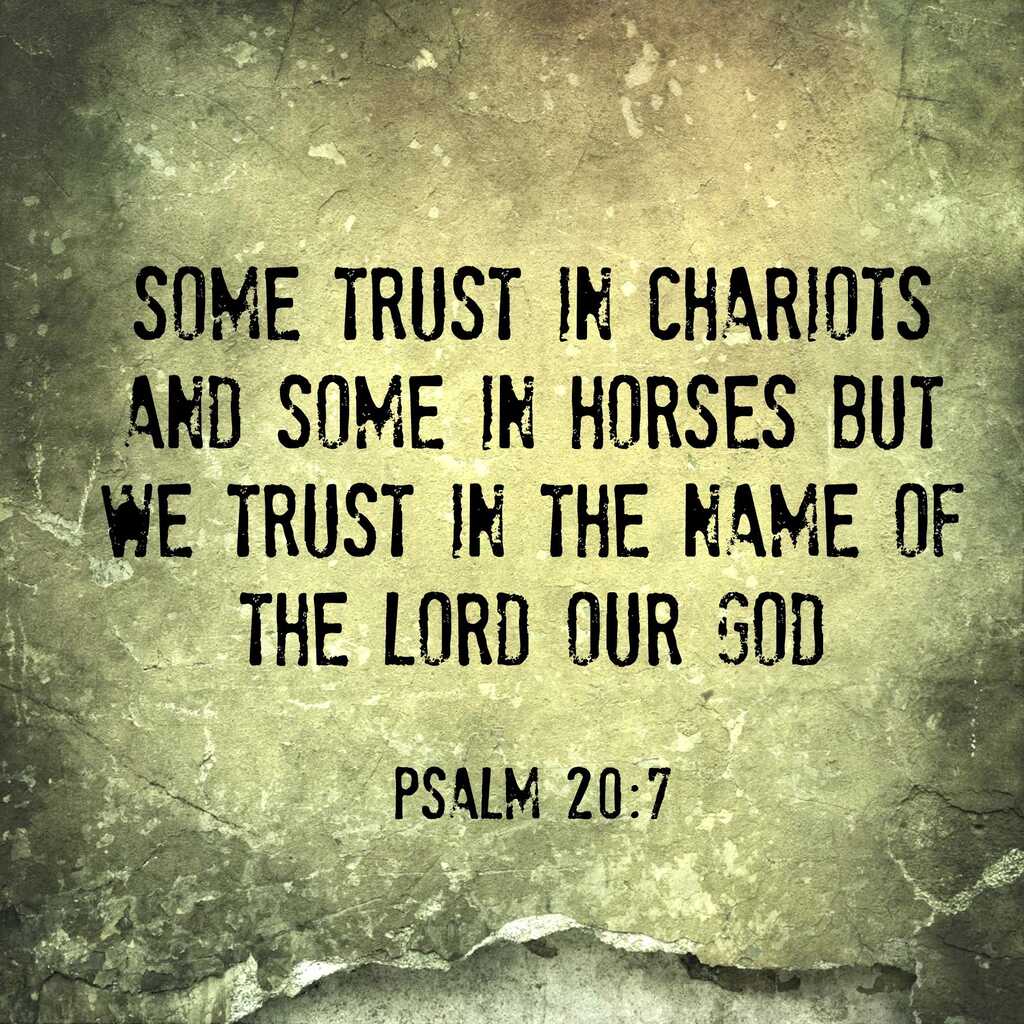 SOME TRUST IN CHARIOTS
AND SOME IN HORSES BUT
WE TRUST IN THE NAME OF
THE LORD OUR GOD
PSALM 20:7